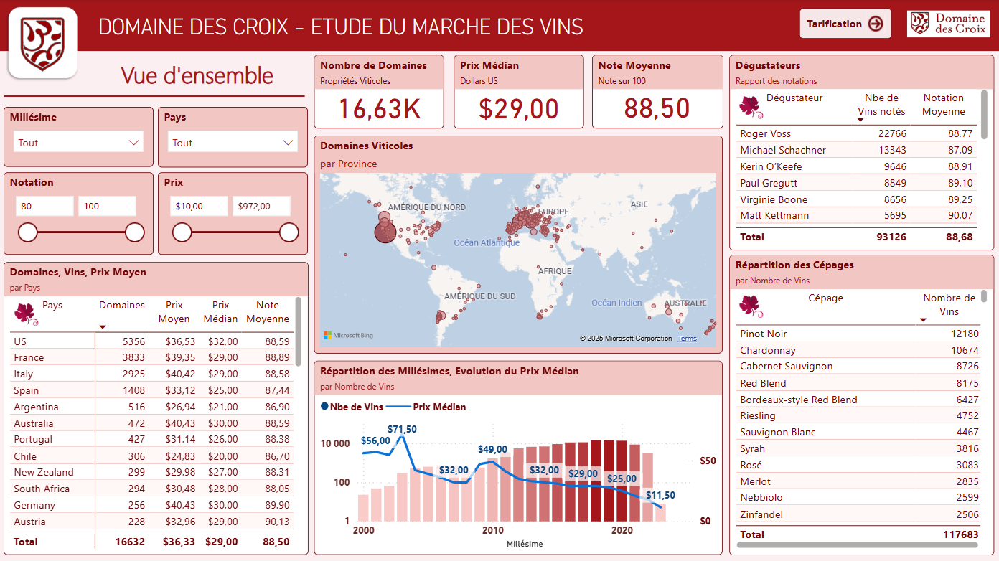 DOMAINE DES CROIX - ETUDE DU MARCHE DES VINS
Tarification
Domaine
des Croix
Vue d'ensemble
Millésime
Tout
Pays
Tout
Notation
80 100
Prix
$10,00 $972,00
Nombre de Domaines
Propriétés Viticoles
16,63K
Prix Médian
Dollars US
$29,00
Note Moyenne
Note sur 100
88,50
Domaines, Vins, Prix Moyen
par Pays
Pays Domaines Prix Moyen Prix Médian Note Moyenne
US 5356 $36,53 $32,00 88,59
France 3833 $39,35 $29,00 88,89
Italy 2925 $40,42 $29,00 88,58
Spain 1408 $33,12 $25,00 87,44
Argentina 516 $26,94 $21,00 86,90
Australia 472 $40,43 $30,00 88,59
Portugal 427 $31,14 $26,00 88,38
Chile 306 $24,83 $20,00 86,70
New Zealand 299 $29,98 $27,00 88,31
South Africa 294 $30,48 $28,00 88,05
Germany 256 $40,43 $30,00 89,90
Austria 228 $32,96 $29,00 90,13
Total 16632 $36,33 $29,00 88,50
Domaines Viticoles
par Province
AMÉRIQUE DU NORD
EUROPE
ASIE
Océan Atlantique
AFRIQUE
AMÉRIQUE DU SUD
Océan Indien
AUSTRALIE
Microsoft Bing
© 2025 Microsoft Corporation Terms
Répartition des Millésimes, Evolution du Prix Médian
par Nombre de Vins
Nbe de Vins Prix Médian
$71,50
$56,00
10 000
$49,00
$50
$32,00
$32,00
$29,00
$25,00
100
$11,50
1
$0
2000 2010 2020
Millésime
Dégustateurs
Rapport des notations
Dégustateur Nbe de Vins notés Notation Moyenne
Roger Voss 22766 88,77
Michael Schachner 13343 87,09
Kerin O’Keefe 9646 88,91
Paul Gregutt 8849 89,10
Virginie Boone 8656 89,25
Matt Kettmann 5695 90,07
Total 93126 88,68
Répartition des Cépages
par Nombre de Vins
Cépage Nombre de Vins
Pinot Noir 12180
Chardonnay 10674
Cabernet Sauvignon 8726
Red Blend 8175
Bordeaux-style Red Blend 6427
Riesling 4752
Sauvignon Blanc 4467
Syrah 3816
Rosé 3083
Merlot 2835
Nebbiolo 2599
Zinfandel 2506
Total 117683